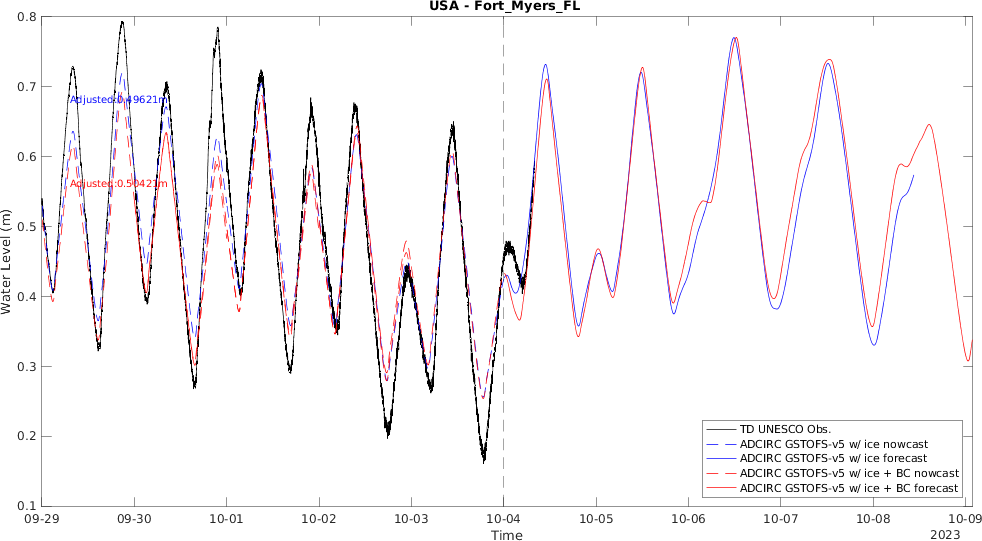 USA - Fort_Myers_FL
0.8
0.7
0.6
0.5
0.4
0.3
0.2
0.1
Water Level (m)
Adjusted:0.49621m
Adjusted:0.50421m
TD UNESCO Obs.
ADCIRC GSTOFS-v5 w/ ice nowcast
ADCIRC GSTOFS-v5 w/ ice forecast
ADCIRC GSTOFS-v5 w/ ice + BC nowcast
ADCIRC GSTOFS-v5 w/ ice + BC forecast
09-29 09-30 10-01 10-02 10-03 10-04 10-05 10-06 10-07 10-08 10-09
Time
2023